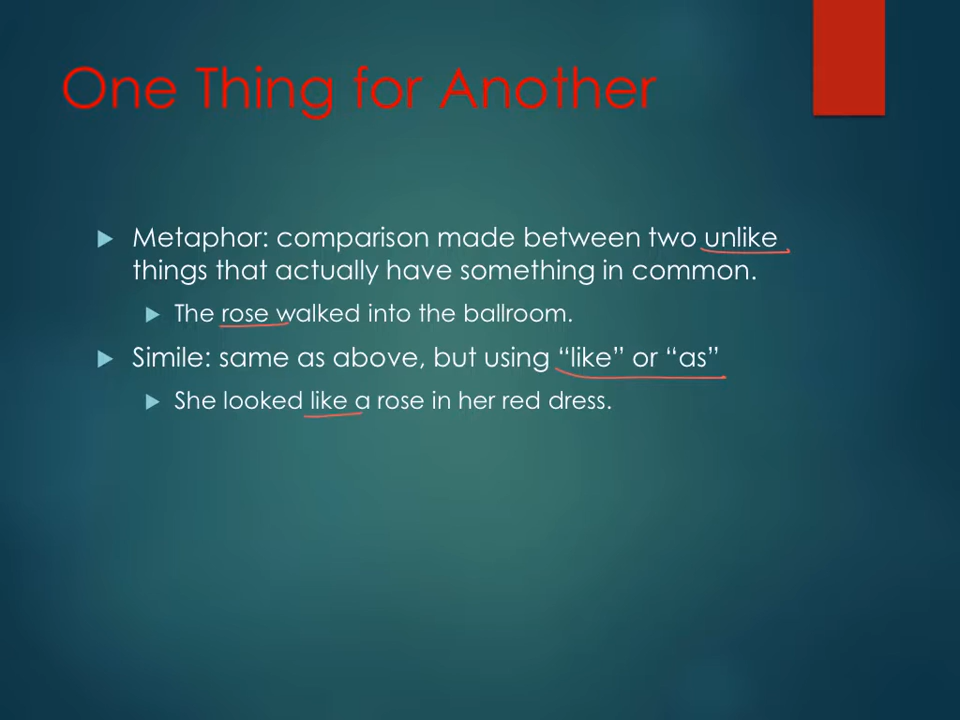 One Thing for Another
Metaphor: comparison made between two unlike
things that actually have something in common.
The rose walked into the ballroom.
Simile: same as above, but using “like” or “as”
She looked like a rose in her red dress.